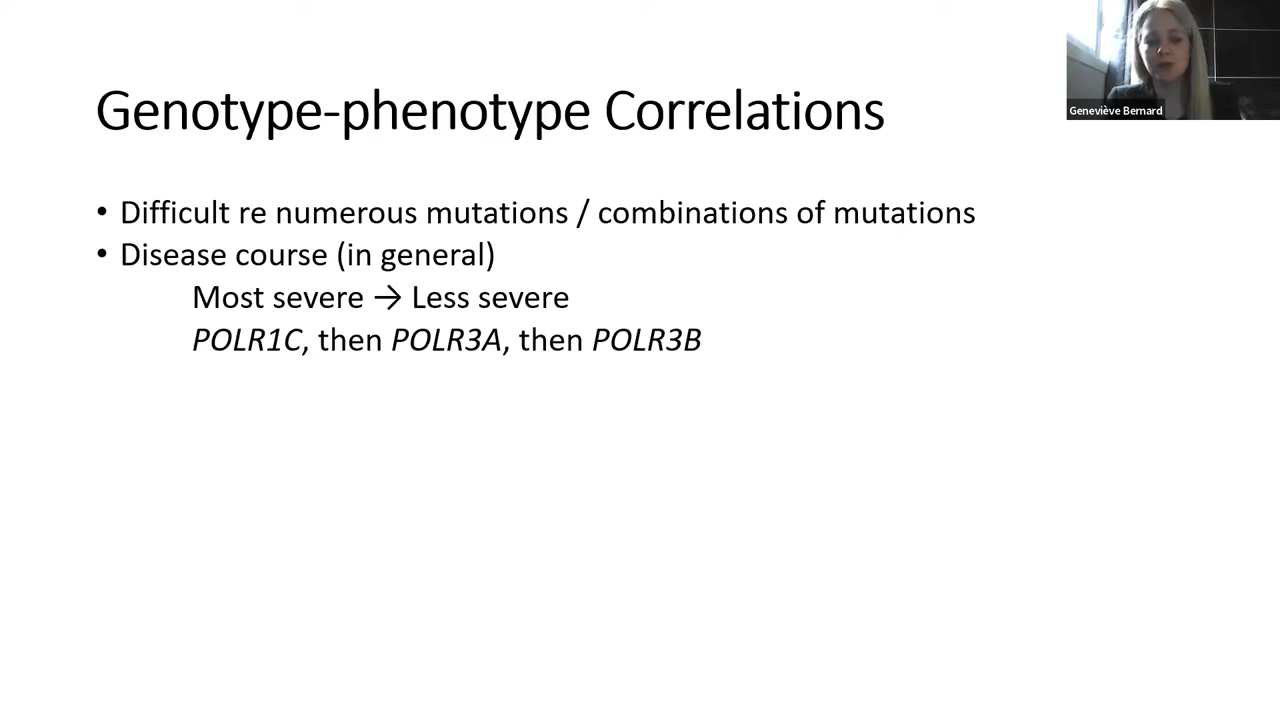 Geneviève Bernard
Genotype-phenotype Correlations
• Difficult re numerous mutations / combinations of mutations
• Disease course (in general)
Most severe → Less severe
POLR1C, then POLR3A, then POLR3B